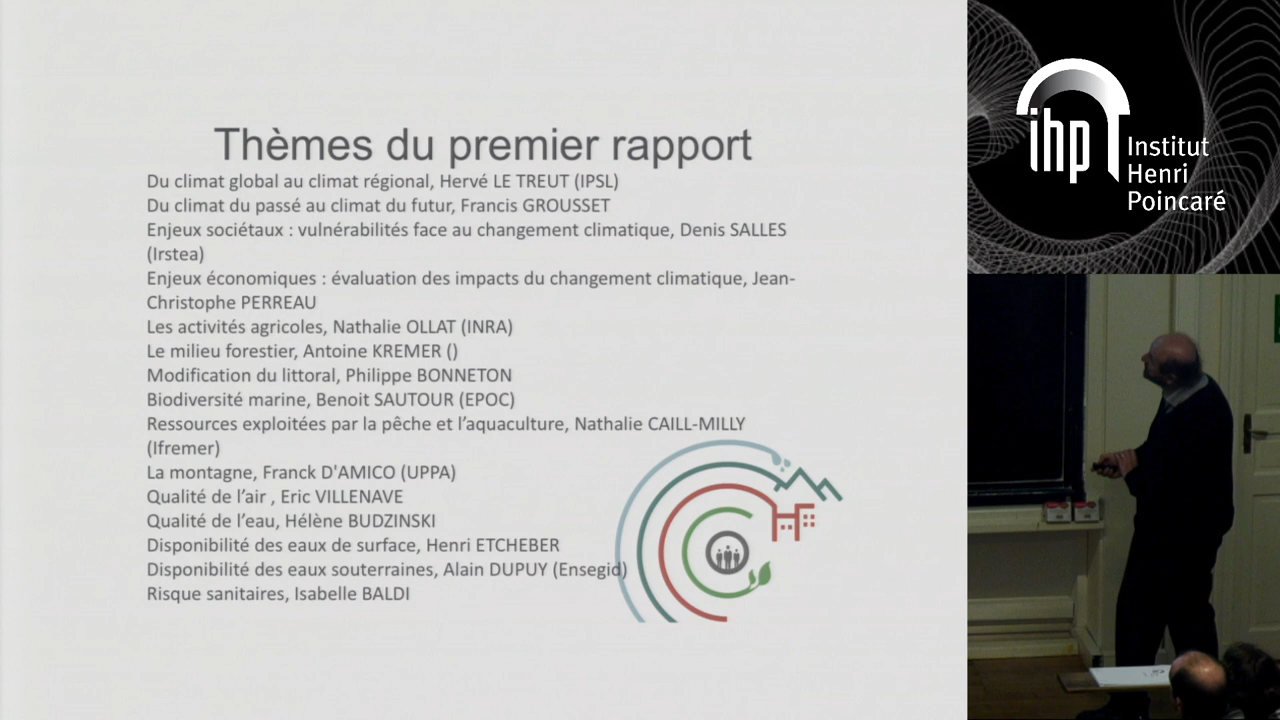 Thèmes du premier rapport
Du climat global au climat régional, Hervé LE TREUT (IPSL)
Du climat du passé au climat du futur, Francis GROUSSET
Enjeux sociétaux : vulnérabilités face au changement climatique, Denis SALLES
(Irstea)
Enjeux économiques : évaluation des impacts du changement climatique, Jean-
Christophe PERREAU
Les activités agricoles, Nathalie OLLAT (INRA)
Le milieu forestier, Antoine KREMER ()
Modification du littoral, Philippe BONNETON
Biodiversité marine, Benoit SAUTOUR (EPOC)
Ressources exploitées par la pêche et l’aquaculture, Nathalie CAILL-MILLY
(Ifremer)
La montagne, Franck D'AMICO (UPPA)
Qualité de l’air , Eric VILLENAVE
Qualité de l’eau, Hélène BUDZINSKI
Disponibilité des eaux de surface, Henri ETCHEBER
Disponibilité des eaux souterraines, Alain DUPUY (Ensegid)
Risque sanitaires, Isabelle BALDI
ihp
Institut
Henri
Poincaré